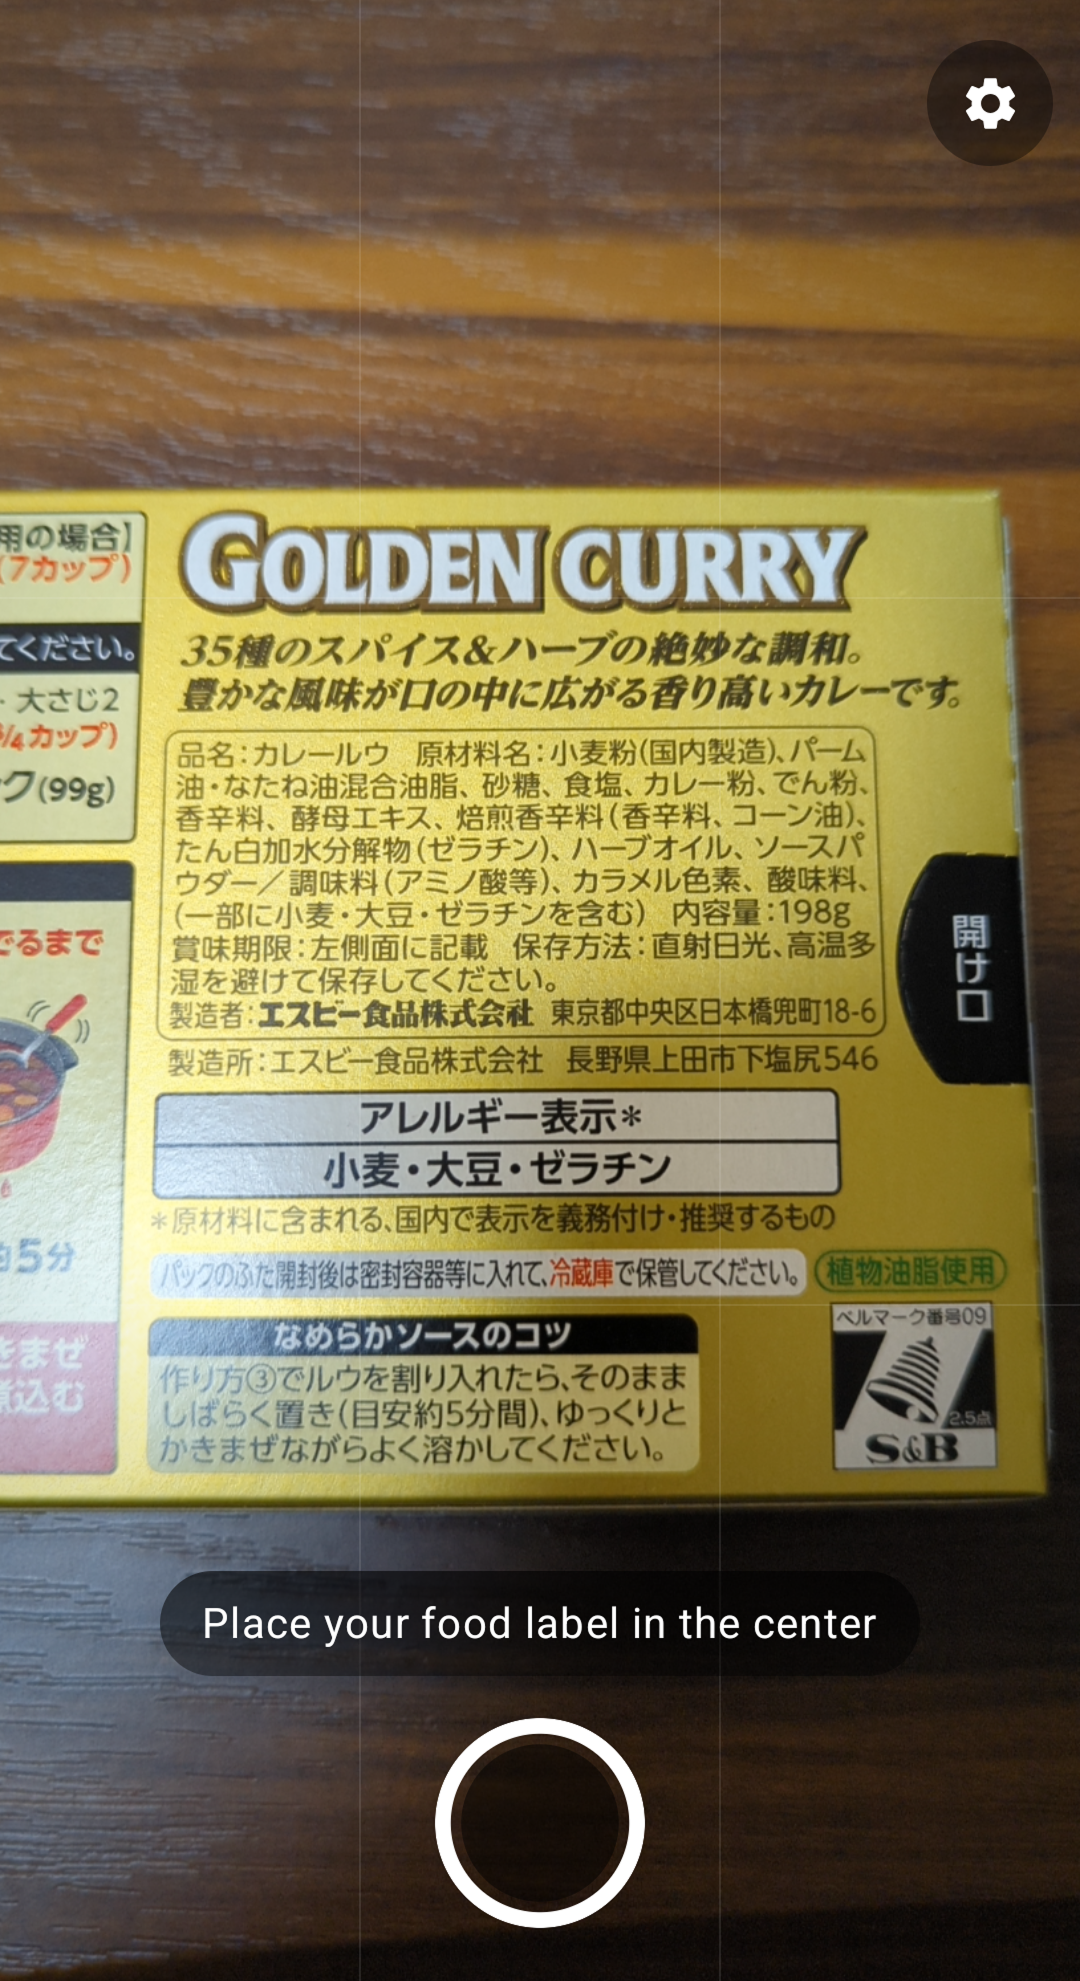 用の場合】
(7カップ)
てください。
大さじ2
カップ)
ック(99g)
でるまで
約5分
きまぜ
煮込む
GOLDEN CURRY
35種のスパイス&ハーブの絶妙な調和。
豊かな風味が口の中に広がる香り高いカレーです。
品名:カレールウ 原材料名:小麦粉(国内製造)、パーム
油・なたね油混合油脂、砂糖、食塩、カレー粉、でん粉、
香辛料、酵母エキス、焙煎香辛料(香辛料、コーン油)、
たん白加水分解物(ゼラチン)、ハーブオイル、ソースパ
ウダー/調味料(アミノ酸等)、カラメル色素、酸味料、
(一部に小麦・大豆・ゼラチンを含む) 内容量:198g
賞味期限:左側面に記載 保存方法:直射日光、高温多
湿を避けて保存してください。
製造者:エスビー食品株式会社 東京都中央区日本橋兜町18-6
製造所:エスビー食品株式会社 長野県上田市下塩尻546
アレルギー表示*
小麦・大豆・ゼラチン
*原材料に含まれる、国内で表示を義務付け・推奨するもの
パックのふた開封後は密封容器等に入れて、冷蔵庫で保管してください。
植物油脂使用
なめらかソースのコツ
作り方③でルウを割り入れたら、そのまま
しばらく置き(目安約5分間)、ゆっくりと
かきまぜながらよく溶かしてください。
ベルマーク番号09
2.5点
S&B
開け口
Place your food label in the center